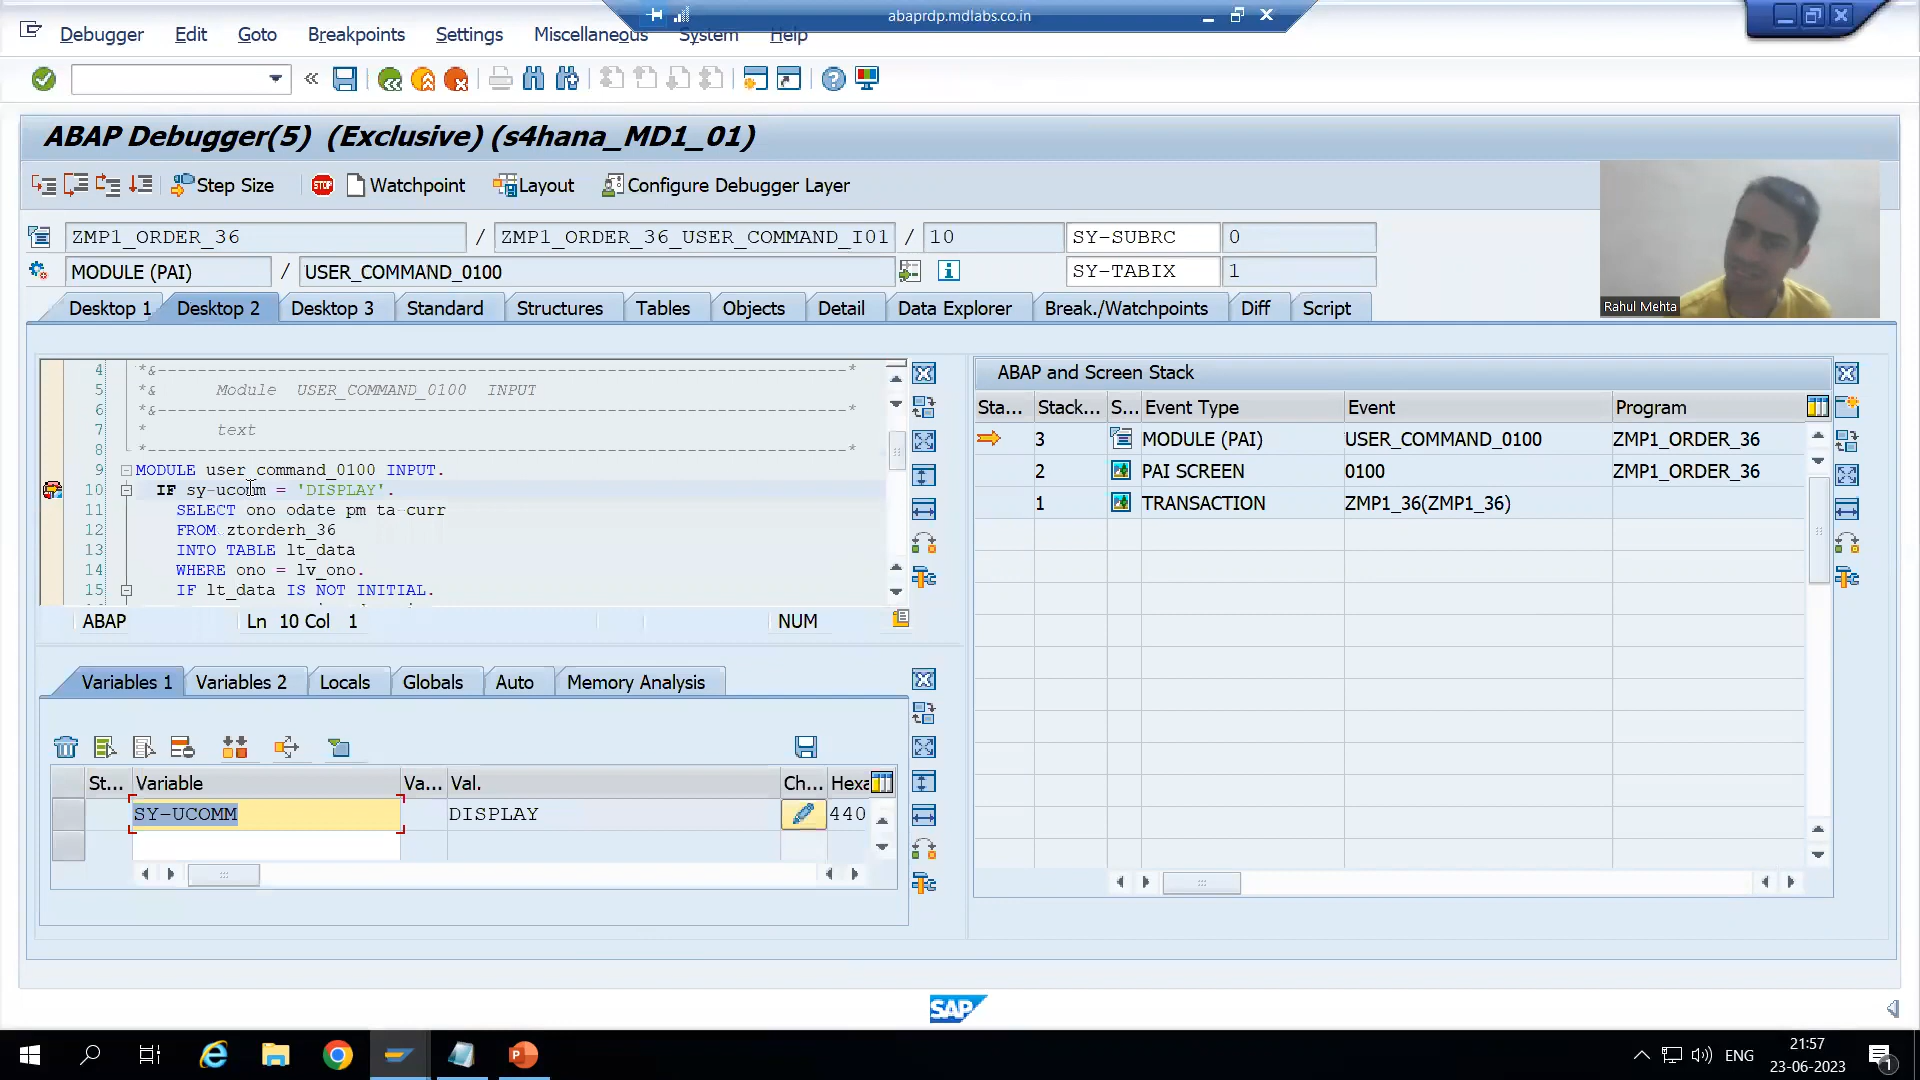 abaprdp.mdlabs.co.in
Debugger Edit Goto Breakpoints Settings Miscellaneous System Help
ABAP Debugger(5) (Exclusive) (s4hana_MD1_01)
Step Size STOP Watchpoint Layout Configure Debugger Layer
ZMP1_ORDER_36 / ZMP1_ORDER_36_USER_COMMAND_I01 / 10 SY-SUBRC 0
MODULE (PAI) / USER_COMMAND_0100 SY-TABIX 1
Rahul Mehta
Desktop 1 Desktop 2 Desktop 3 Standard Structures Tables Objects Detail Data Explorer Break./Watchpoints Diff Script
4 *&---------------------------------------------------------------------*
5 *& Module USER_COMMAND_0100 INPUT
6 *&---------------------------------------------------------------------*
7 * text
8 *----------------------------------------------------------------------*
9 MODULE user_command_0100 INPUT.
10 IF sy-ucomm = 'DISPLAY'.
11 SELECT ono odate pm ta curr
12 FROM ztorderh_36
13 INTO TABLE lt_data
14 WHERE ono = lv_ono.
15 IF lt_data IS NOT INITIAL.
ABAP Ln 10 Col 1 NUM
ABAP and Screen Stack
Sta... Stack... S... Event Type Event Program
3 MODULE (PAI) USER_COMMAND_0100 ZMP1_ORDER_36
2 PAI SCREEN 0100 ZMP1_ORDER_36
1 TRANSACTION ZMP1_36(ZMP1_36)
Variables 1 Variables 2 Locals Globals Auto Memory Analysis
St... Variable Va... Val. Ch... Hexa
SY-UCOMM DISPLAY 440
SAP
ENG
21:57
23-06-2023
1